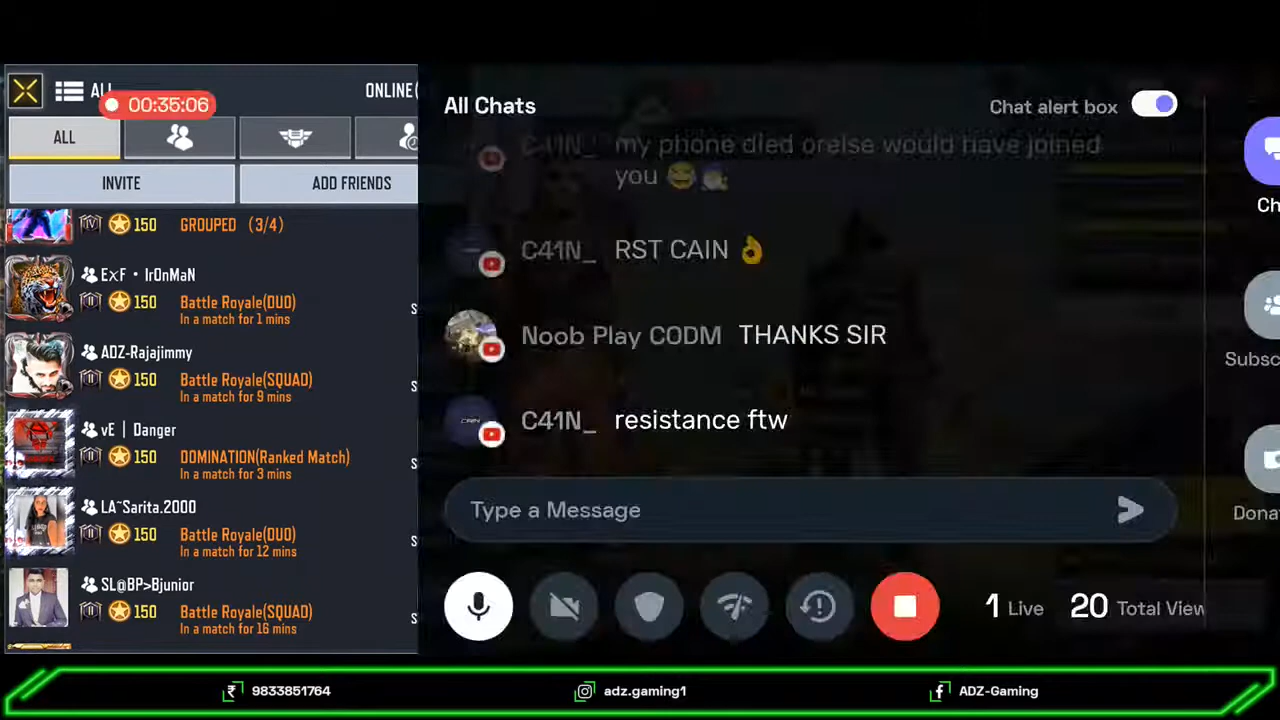 ALL
ONLINE(
00:35:06
ALL
INVITE
ADD FRIENDS
150 GROUPED (3/4)
ExF • Ir0nMaN
150 Battle Royale(DUO)
In a match for 1 mins
ADZ-Rajajimmy
150 Battle Royale(SQUAD)
In a match for 9 mins
vE | Danger
150 DOMINATION(Ranked Match)
In a match for 3 mins
LA~Sarita.2000
150 Battle Royale(DUO)
In a match for 12 mins
SL@BP>Bjunior
150 Battle Royale(SQUAD)
In a match for 16 mins
All Chats
Chat alert box
C41N_ my phone died orelse would have joined
you 😂
C41N_ RST CAIN 👌
Noob Play CODM THANKS SIR
C41N_ resistance ftw
Type a Message
1 Live 20 Total View
Ch
Subsc
Dona
₹ 9833851764
adz.gaming1
ADZ-Gaming